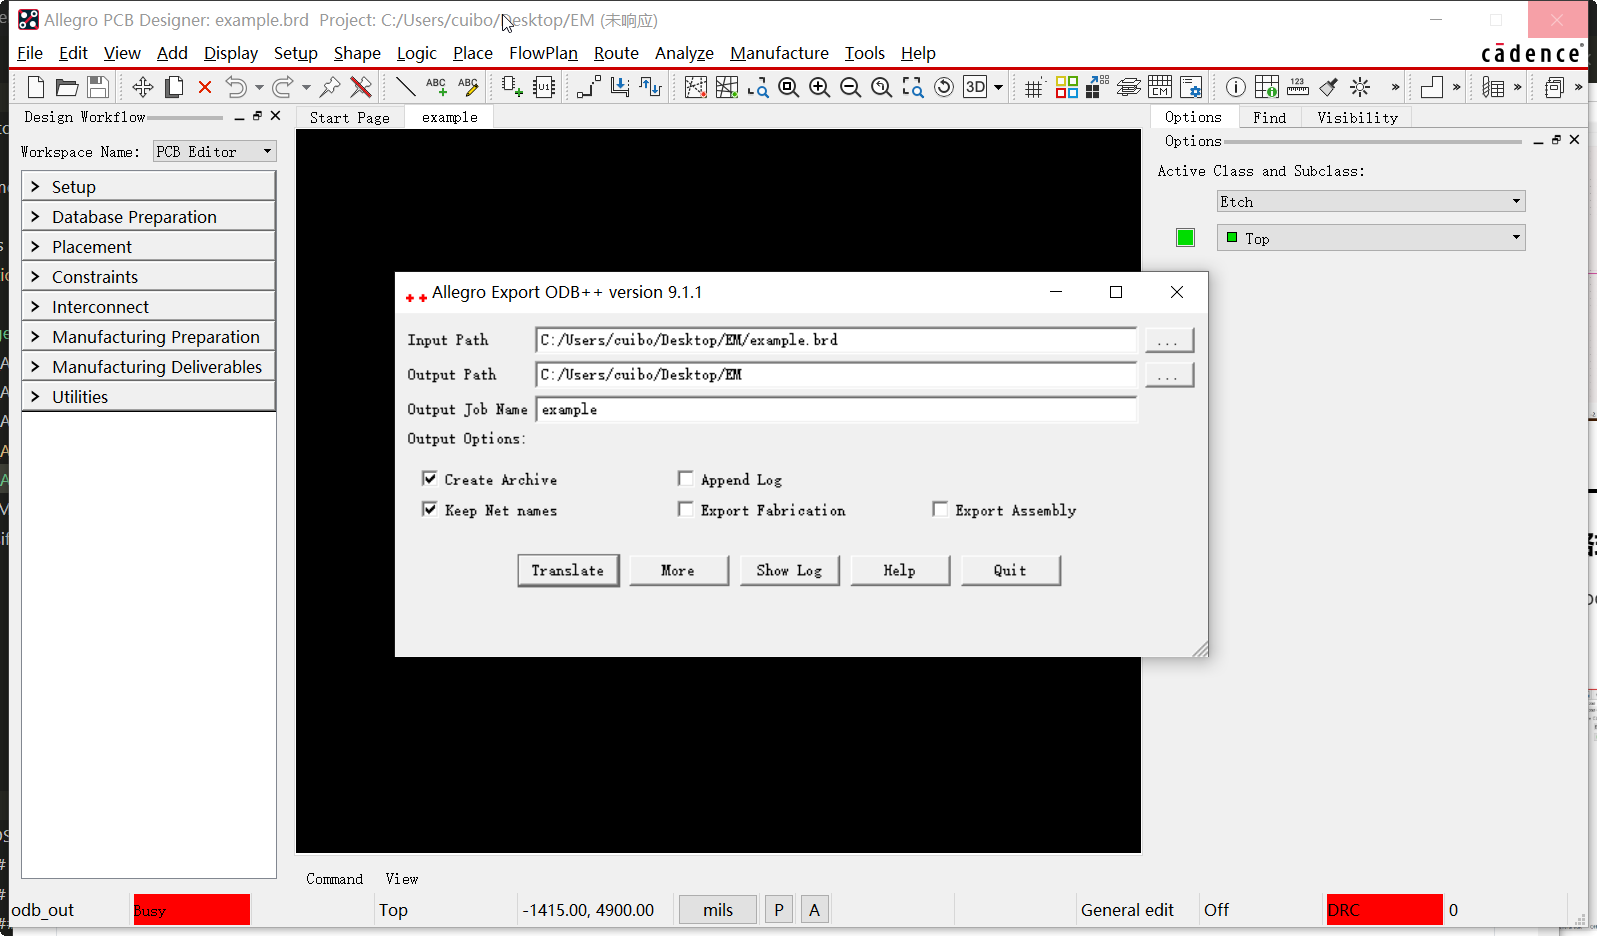 Allegro PCB Designer: example.brd  Project: C:/Users/cuibo/Desktop/EM (未响应)
File Edit View Add Display Setup Shape Logic Place FlowPlan Route Analyze Manufacture Tools Help
cādence
Design Workflow
Start Page
example
Options
Find
Visibility
Options
Workspace Name: PCB Editor
Active Class and Subclass:
Etch
Top
> Setup
> Database Preparation
> Placement
> Constraints
> Interconnect
> Manufacturing Preparation
> Manufacturing Deliverables
> Utilities
Allegro Export ODB++ version 9.1.1
Input Path C:/Users/cuibo/Desktop/EM/example.brd ...
Output Path C:/Users/cuibo/Desktop/EM ...
Output Job Name example
Output Options:
Create Archive
Append Log
Keep Net names
Export Fabrication
Export Assembly
Translate
More
Show Log
Help
Quit
Command View
odb_out
Busy
Top
-1415.00, 4900.00
mils
P
A
General edit
Off
DRC
0